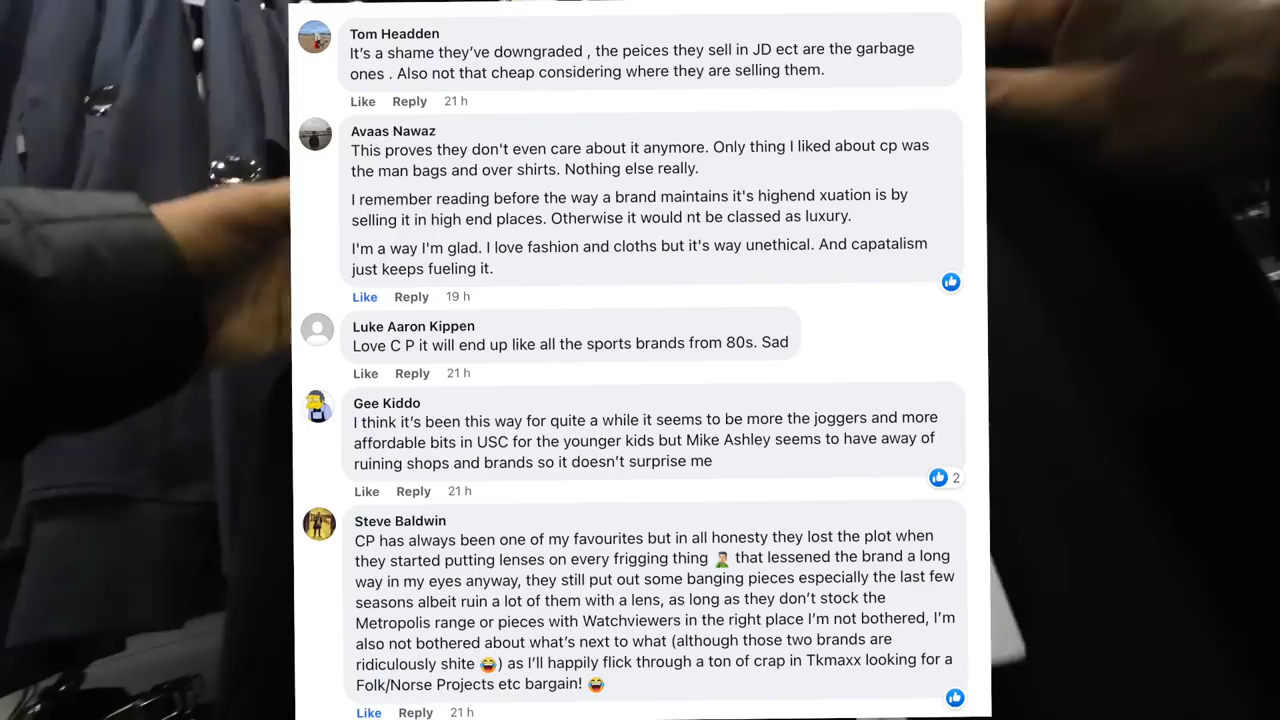 Tom Headden
It's a shame they've downgraded , the peices they sell in JD ect are the garbage
ones . Also not that cheap considering where they are selling them.
Like Reply 21 h
Avaas Nawaz
This proves they don't even care about it anymore. Only thing I liked about cp was
the man bags and over shirts. Nothing else really.
I remember reading before the way a brand maintains it's highend xuation is by
selling it in high end places. Otherwise it would nt be classed as luxury.
I'm a way I'm glad. I love fashion and cloths but it's way unethical. And capatalism
just keeps fueling it.
Like Reply 19 h
Luke Aaron Kippen
Love C P it will end up like all the sports brands from 80s. Sad
Like Reply 21 h
Gee Kiddo
I think it's been this way for quite a while it seems to be more the joggers and more
affordable bits in USC for the younger kids but Mike Ashley seems to have away of
ruining shops and brands so it doesn't surprise me
2
Like Reply 21 h
Steve Baldwin
CP has always been one of my favourites but in all honesty they lost the plot when
they started putting lenses on every frigging thing 🤦‍♂️ that lessened the brand a long
way in my eyes anyway, they still put out some banging pieces especially the last few
seasons albeit ruin a lot of them with a lens, as long as they don't stock the
Metropolis range or pieces with Watchviewers in the right place I'm not bothered, I'm
also not bothered about what's next to what (although those two brands are
ridiculously shite 😂) as I'll happily flick through a ton of crap in Tkmaxx looking for a
Folk/Norse Projects etc bargain! 😂
Like Reply 21 h